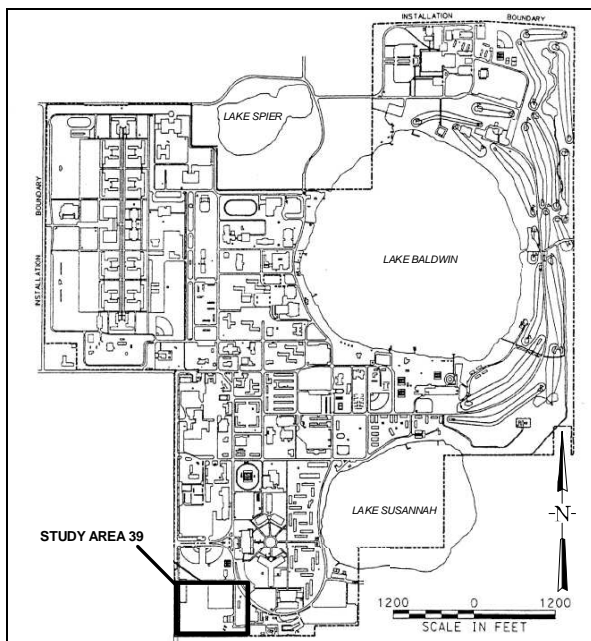 INSTALLATION BOUNDARY
LAKE SPIER
INSTALLATION BOUNDARY
LAKE BALDWIN
LAKE SUSANNAH
STUDY AREA 39
-N-
1200 0 1200
SCALE IN FEET